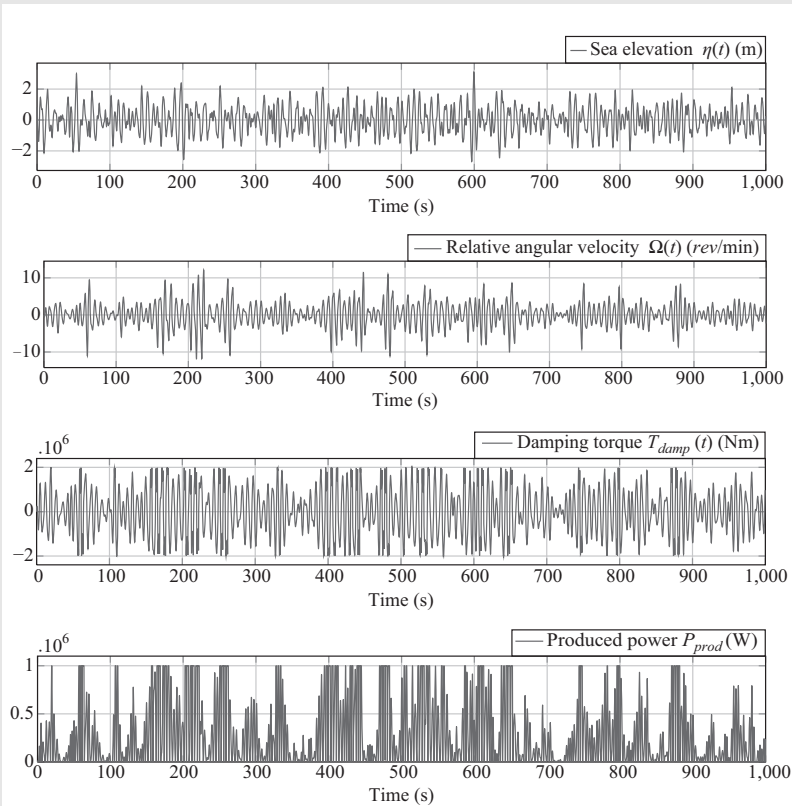 Sea elevation η(t) (m)
2
0
−2
0 100 200 300 400 500 600 700 800 900 1,000
Time (s)
Relative angular velocity Ω(t) (rev/min)
10
0
−10
0 100 200 300 400 500 600 700 800 900 1,000
Time (s)
.10⁶
Damping torque T_damp (t) (Nm)
2
0
−2
0 100 200 300 400 500 600 700 800 900 1,000
Time (s)
.10⁶
Produced power P_prod (W)
1
0.5
0
0 100 200 300 400 500 600 700 800 900 1,000
Time (s)